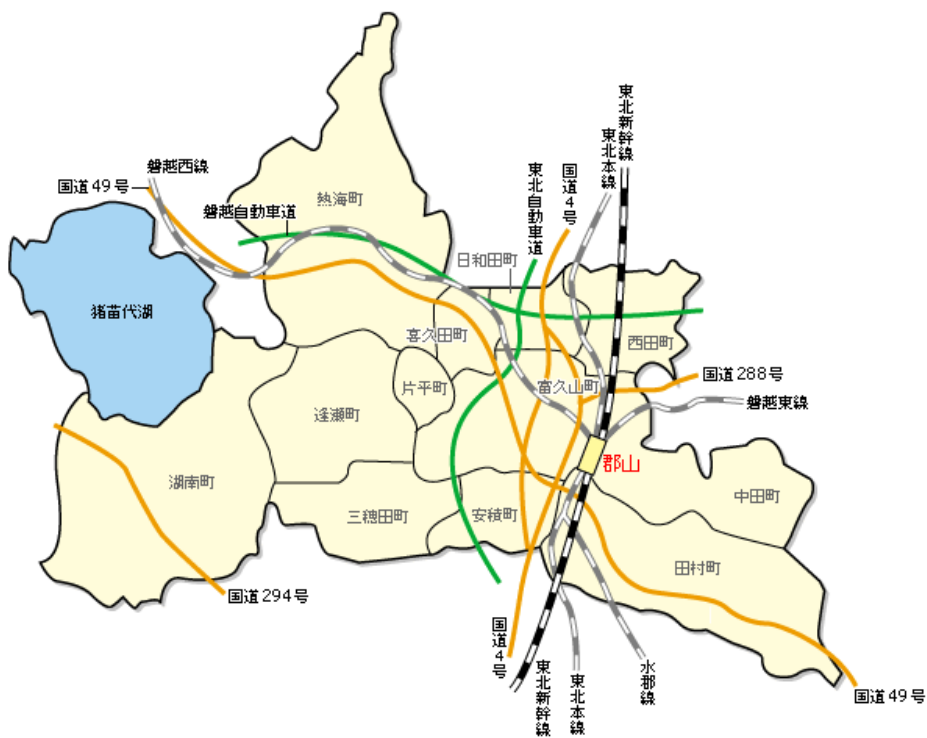 東北新幹線
東北本線
磐越西線
国道49号
国道4号
東北自動車道
熱海町
磐越自動車道
日和田町
猪苗代湖
喜久田町
西田町
国道288号
片平町
富久山町
磐越東線
逢瀬町
郡山
湖南町
中田町
三穂田町
安積町
田村町
国道294号
国道4号
東北新幹線
東北本線
水郡線
国道49号